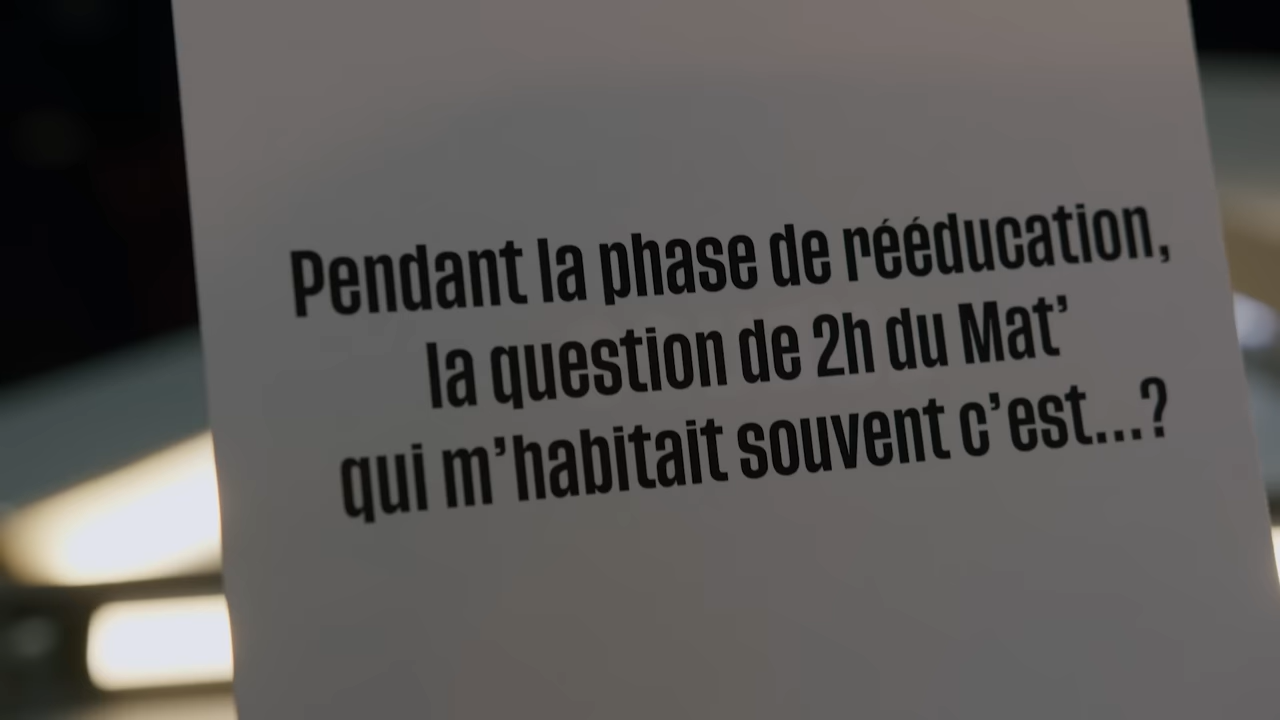 Pendant la phase de rééducation,
la question de 2h du Mat’
qui m’habitait souvent c’est...?